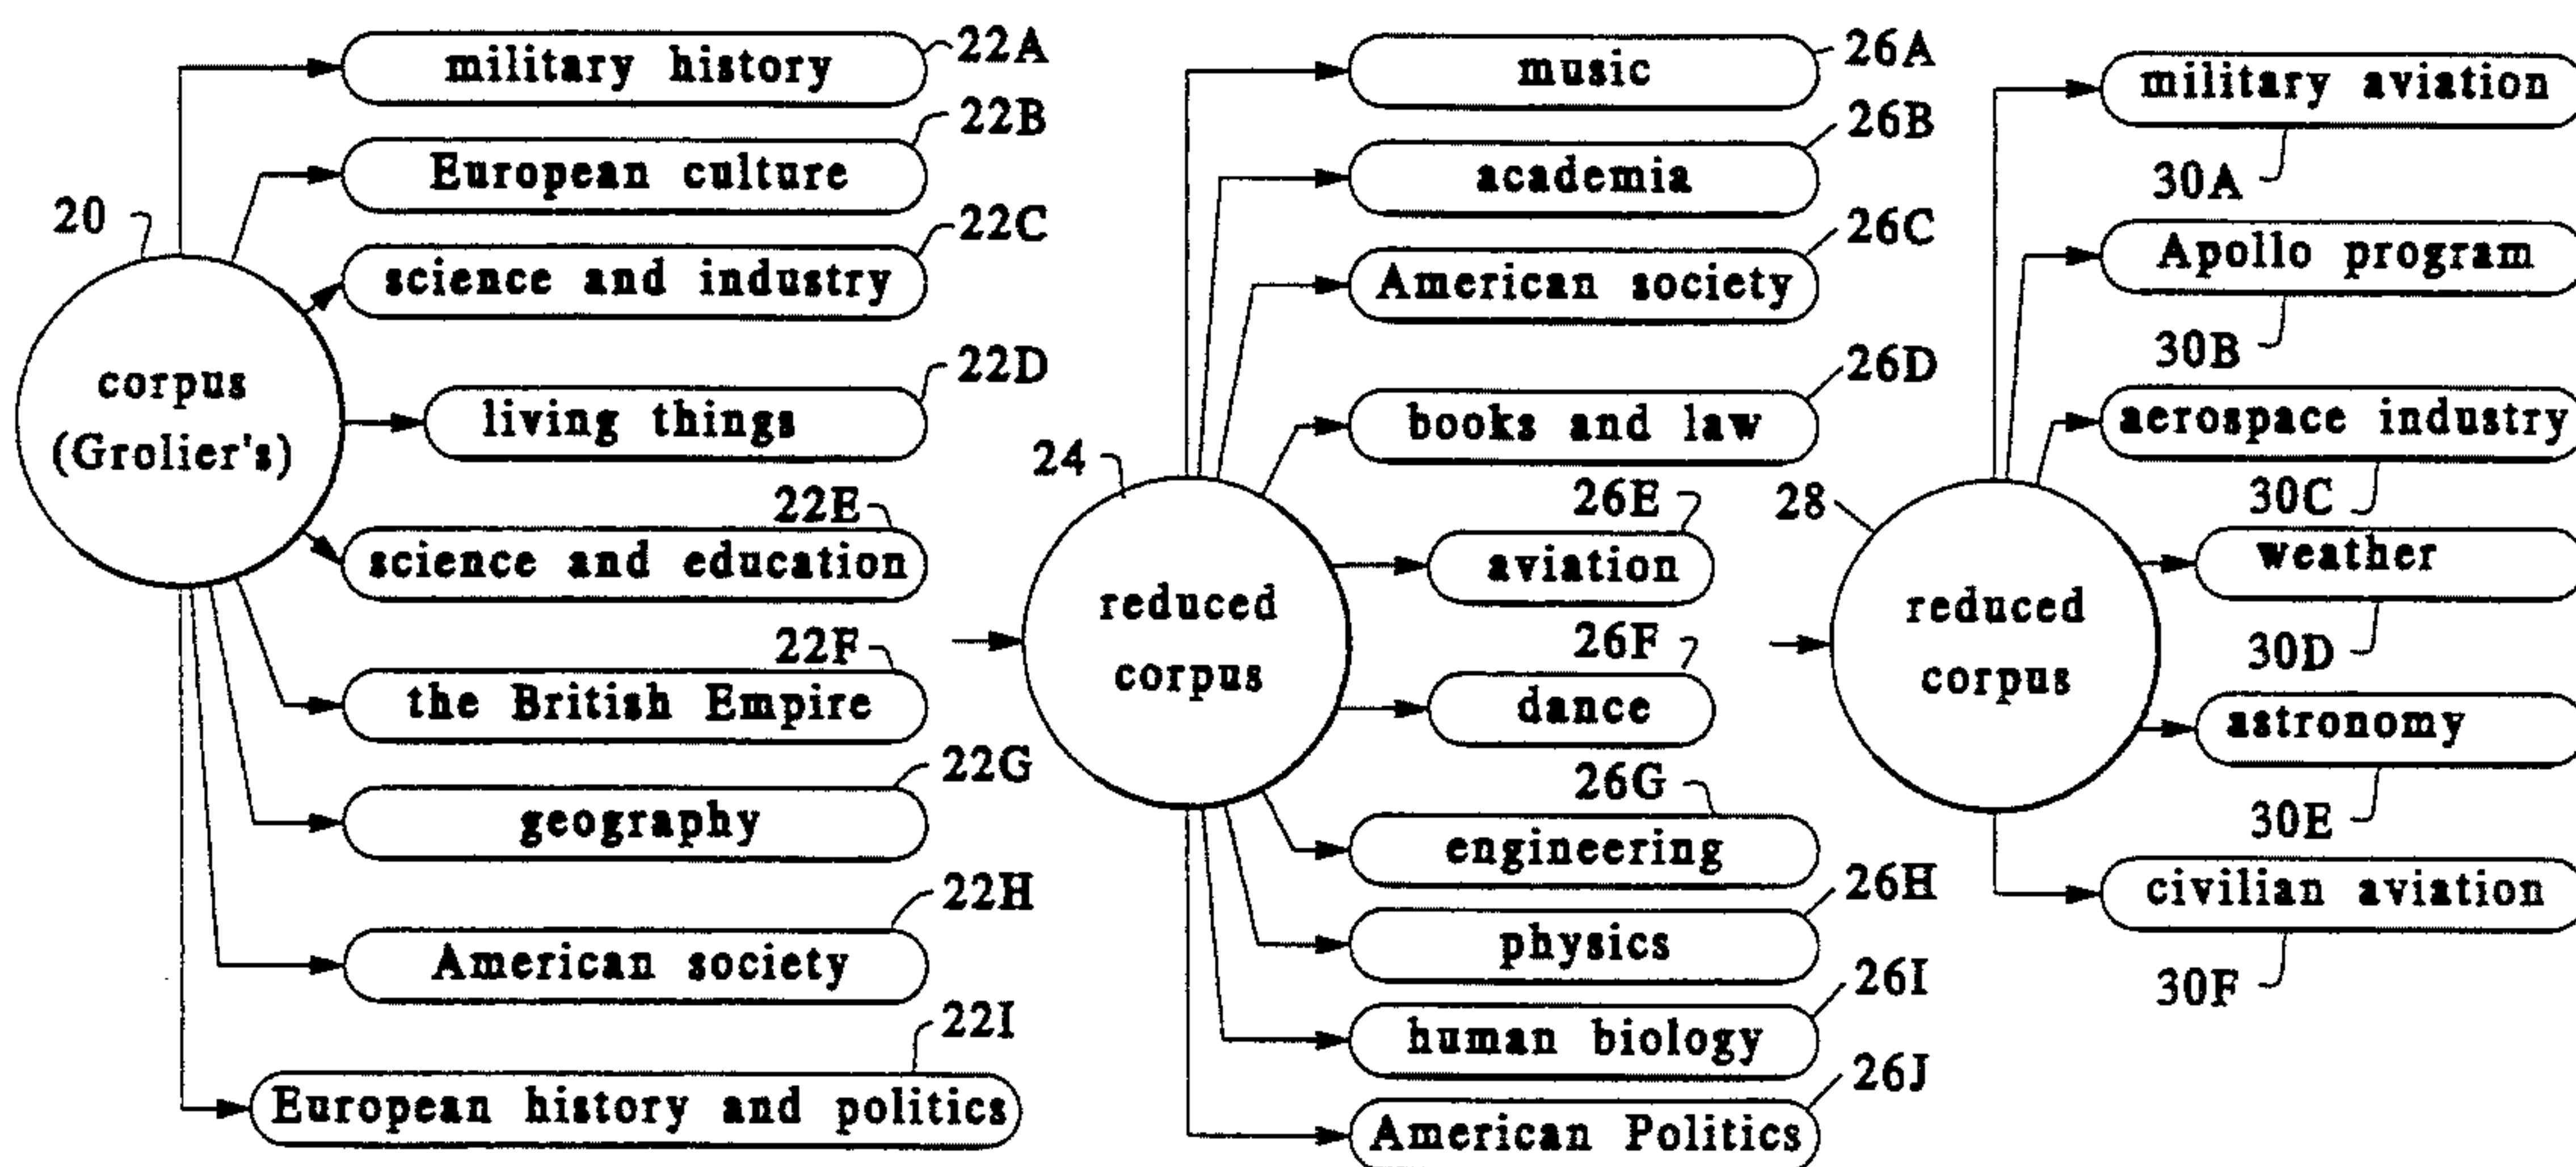 20
corpus
(Grolier's)
military history
22A
European culture
22B
science and industry
22C
living things
22D
22E
science and education
22F
the British Empire
geography
22G
American society
22H
European history and politics
22I
24
reduced
corpus
music
26A
academia
26B
American society
26C
books and law
26D
26E
aviation
26F
dance
26G
engineering
physics
26H
human biology
26I
American Politics
26J
28
reduced
corpus
military aviation
30A
Apollo program
30B
aerospace industry
30C
weather
30D
astronomy
30E
civilian aviation
30F